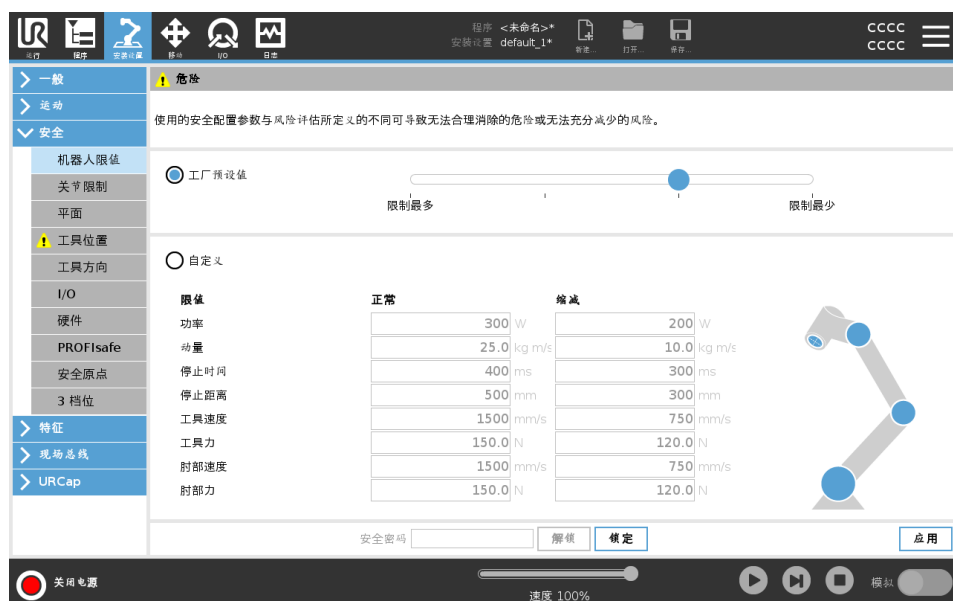 程序 <未命名>*
安装设置 default_1*
新建...
打开...
保存...
CCCC
CCCC
运行
程序
安装设置
移动
I/O
日志
一般
运动
安全
机器人限值
关节限制
平面
工具位置
工具方向
I/O
硬件
PROFIsafe
安全原点
3 档位
特征
现场总线
URCap
危险
使用的安全配置参数与风险评估所定义的不同可导致无法合理消除的危险或无法充分减少的风险。
工厂预设值
限制最多 限制最少
自定义
限值 正常 缩减
功率 300 W 200 W
动量 25.0 kg m/s 10.0 kg m/s
停止时间 400 ms 300 ms
停止距离 500 mm 300 mm
工具速度 1500 mm/s 750 mm/s
工具力 150.0 N 120.0 N
肘部速度 1500 mm/s 750 mm/s
肘部力 150.0 N 120.0 N
安全密码 解锁 锁定 应用
关闭电源
速度 100%
模拟